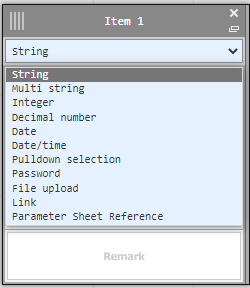 Item 1
String
String
Multi string
Integer
Decimal number
Date
Date/time
Pulldown selection
Password
File upload
Link
Parameter Sheet Reference
Remark